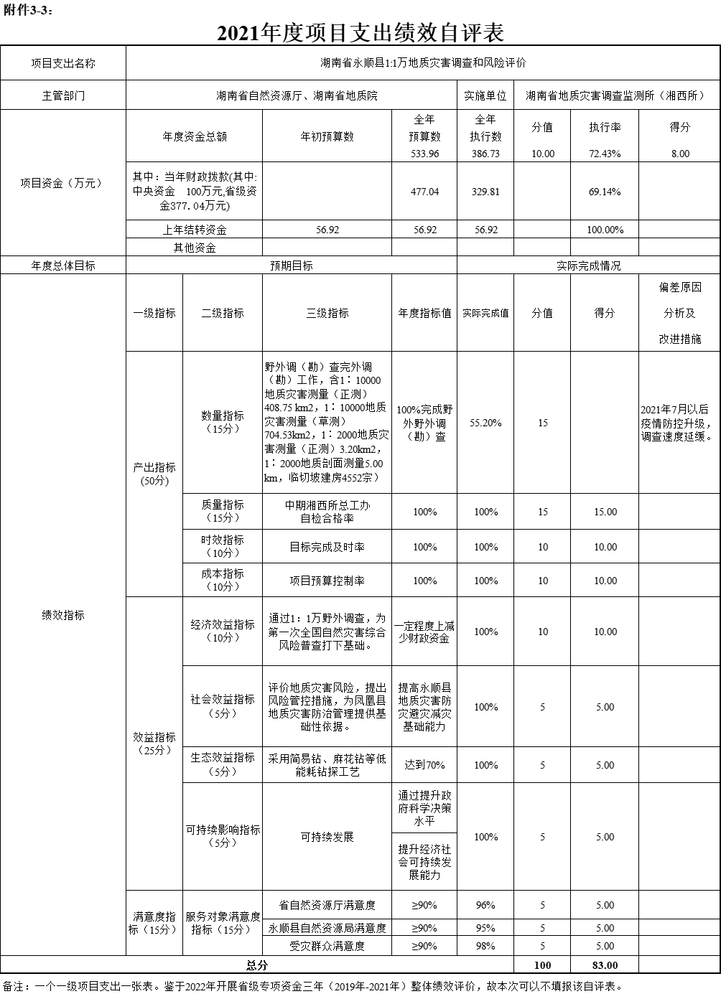 附件3-3：
2021年度项目支出绩效自评表
项目支出名称
湖南省永顺县1:1万地质灾害调查和风险评价
主管部门
湖南省自然资源厅、湖南省地质院
实施单位
湖南省地质灾害调查监测所（湘西所）
项目资金（万元）
年度资金总额
年初预算数
全年
预算数
533.96
全年
执行数
386.73
分值
10.00
执行率
72.43%
得分
8.00
其中：当年财政拨款(其中:
中央资金　100万元,省级资
金377.04万元)
477.04
329.81
69.14%
上年结转资金
56.92
56.92
56.92
100.00%
其他资金
年度总体目标
预期目标
实际完成情况
绩效指标
一级指标
二级指标
三级指标
年度指标值
实际完成值
分值
得分
偏差原因
分析及
改进措施
产出指标
(50分)
数量指标
（15分）
野外调（勘）查完外调
（勘）工作，含1：10000
地质灾害测量（正测）
408.75 km2，1：10000地质
灾害测量（草测）
704.53km2，1：2000地质灾
害测量（正测）3.20km2，
1：2000地质剖面测量5.00
km，临切坡建房4552宗）
100%完成野
外野外调
（勘）查
55.20%
15
2021年7月以后
疫情防控升级，
调查速度延缓。
质量指标
（15分）
中期湘西所总工办
自检合格率
100%
100%
15
15.00
时效指标
（10分）
目标完成及时率
100%
100%
10
10.00
成本指标
（10分）
项目预算控制率
100%
100%
10
10.00
效益指标
（25分）
经济效益指标
（10分）
通过1：1万野外调查，为
第一次全国自然灾害综合
风险普查打下基础。
一定程度上减
少财政资金
100%
10
10.00
社会效益指标
（5分）
评价地质灾害风险，提出
风险管控措施，为凤凰县
地质灾害防治管理提供基
础性依据。
提高永顺县
地质灾害防
灾避灾减灾
基础能力
100%
5
5.00
生态效益指标
（5分）
采用简易钻、麻花钻等低
能耗钻探工艺
达到70%
100%
5
5.00
可持续影响指标
（5分）
可持续发展
通过提升政
府科学决策
水平
提升经济社
会可持续发
展能力
100%
5
5.00
满意度指
标（15分）
服务对象满意度
指标（15分）
省自然资源厅满意度
≥90%
96%
5
5.00
永顺县自然资源局满意度
≥90%
95%
5
5.00
受灾群众满意度
≥90%
98%
5
5.00
总分
100
83.00
备注：一个一级项目支出一张表。鉴于2022年开展省级专项资金三年（2019年-2021年）整体绩效评价，故本次可以不填报该自评表。